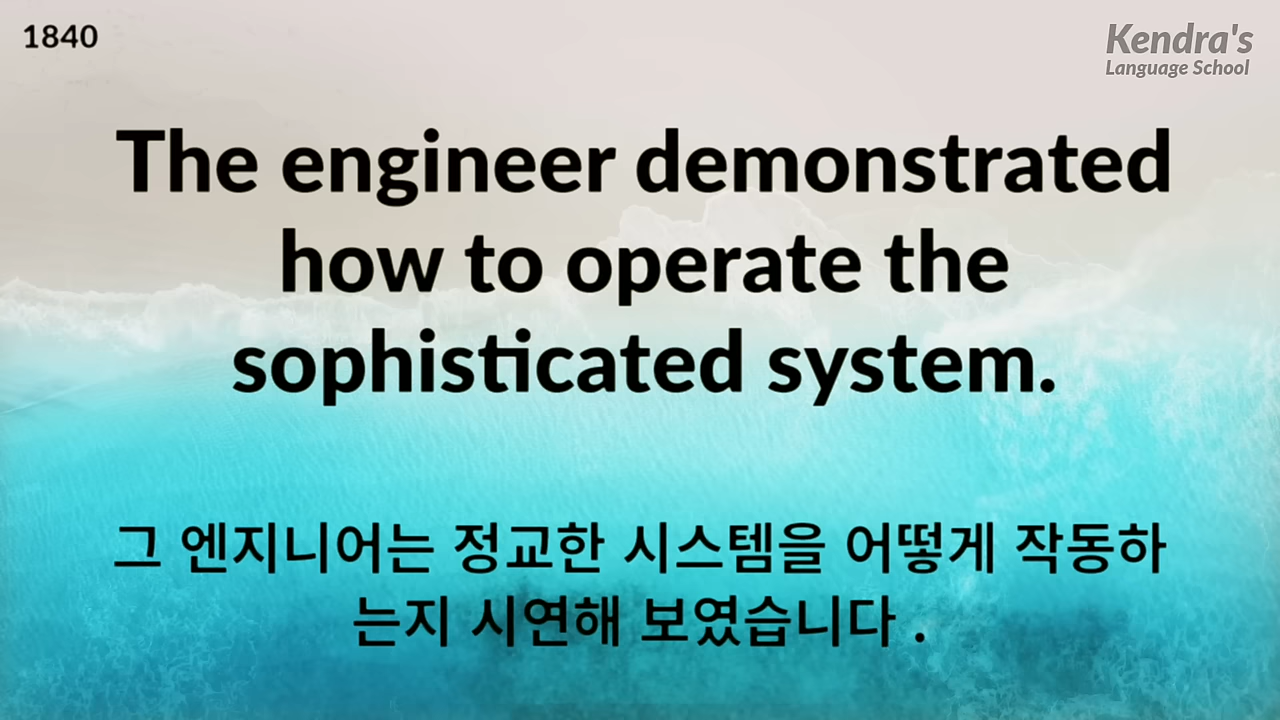 1840
Kendra's
Language School
The engineer demonstrated
how to operate the
sophisticated system.
그 엔지니어는 정교한 시스템을 어떻게 작동하
는지 시연해 보였습니다 .